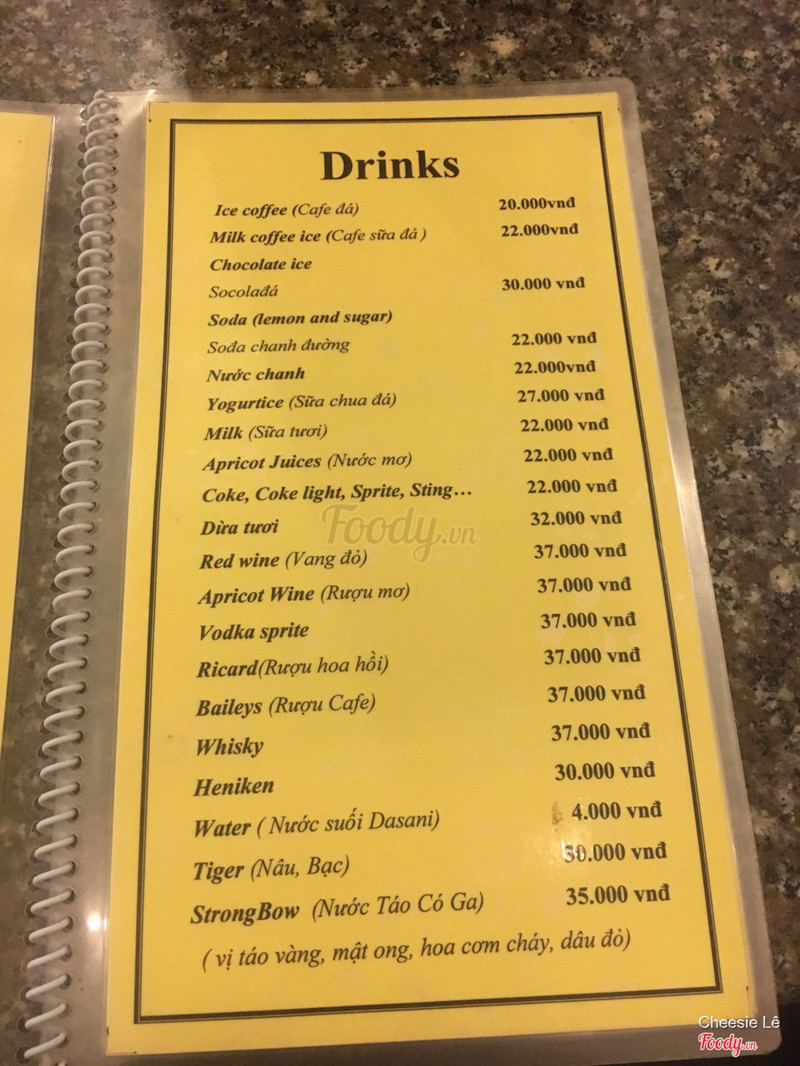 Drinks
Ice coffee (Cafe đá) 20.000vnđ
Milk coffee ice (Cafe sữa đá ) 22.000vnđ
Chocolate ice
Socolađá 30.000 vnđ
Soda (lemon and sugar)
Sođa chanh đường 22.000 vnđ
Nước chanh 22.000vnđ
Yogurtice (Sữa chua đá) 27.000 vnđ
Milk (Sữa tươi) 22.000 vnđ
Apricot Juices (Nước mơ) 22.000 vnđ
Coke, Coke light, Sprite, Sting... 22.000 vnđ
Dừa tươi 32.000 vnđ
Red wine (Vang đỏ) 37.000 vnđ
Apricot Wine (Rượu mơ) 37.000 vnđ
Vodka sprite 37.000 vnđ
Ricard(Rượu hoa hồi) 37.000 vnđ
Baileys (Rượu Cafe) 37.000 vnđ
Whisky 37.000 vnđ
Heniken 30.000 vnđ
Water ( Nước suối Dasani) 4.000 vnđ
Tiger (Nâu, Bạc) 30.000 vnđ
StrongBow (Nước Táo Có Ga) 35.000 vnđ
( vị táo vàng, mật ong, hoa cơm cháy, dâu đỏ)
Foody.vn
Cheesie Lê
Foody.vn